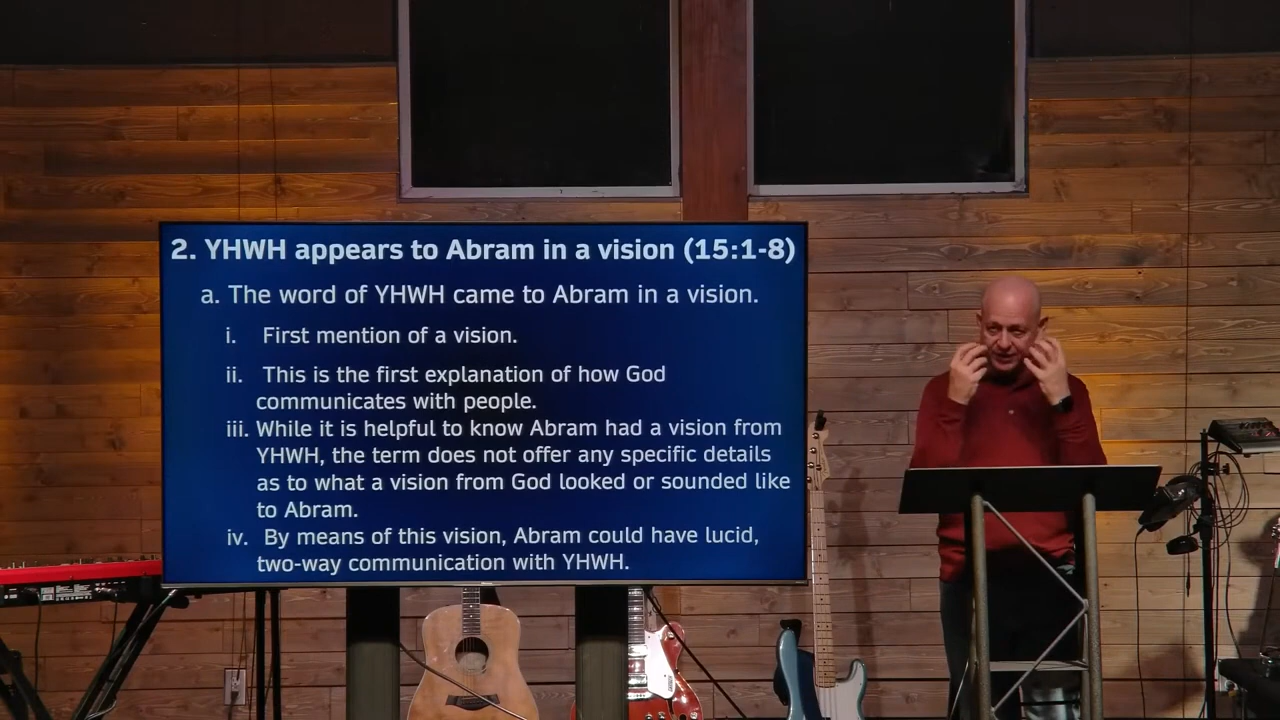 2. YHWH appears to Abram in a vision (15:1-8)
a. The word of YHWH came to Abram in a vision.
i. First mention of a vision.
ii. This is the first explanation of how God
communicates with people.
iii. While it is helpful to know Abram had a vision from
YHWH, the term does not offer any specific details
as to what a vision from God looked or sounded like
to Abram.
iv. By means of this vision, Abram could have lucid,
two-way communication with YHWH.